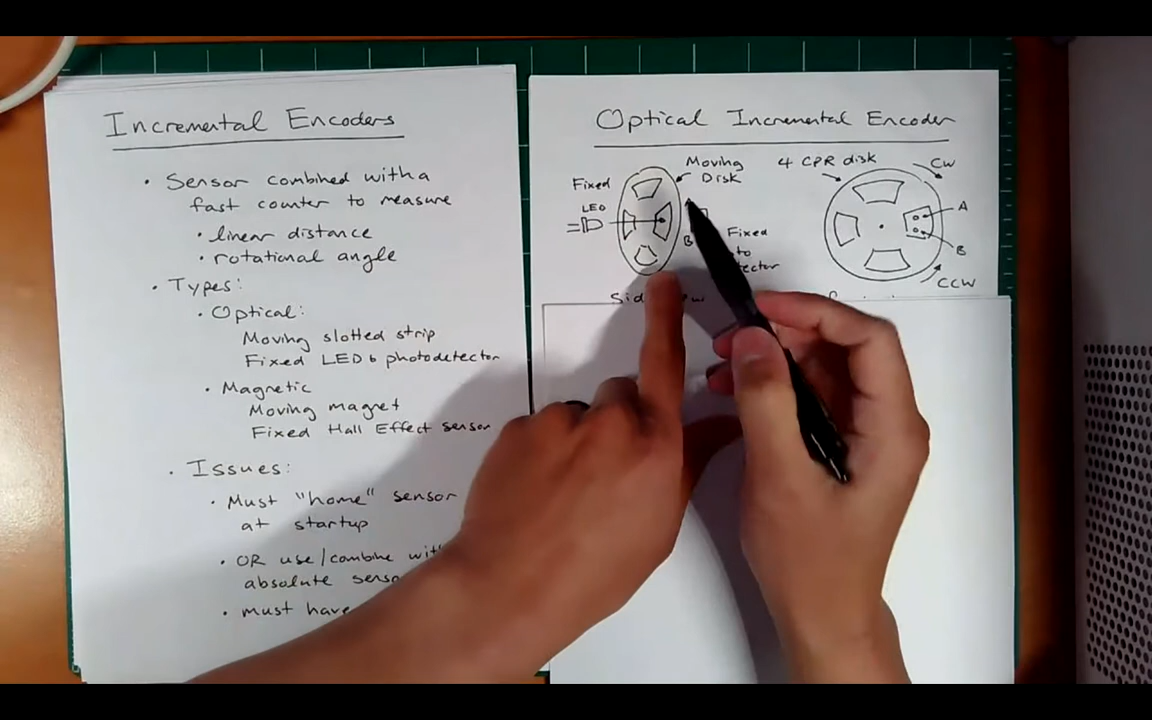 Incremental Encoders
· Sensor combined with a
fast counter to measure
· linear distance
· rotational angle
· Types:
· Optical:
Moving slotted strip
Fixed LED & photodetector
· Magnetic
Moving magnet
Fixed Hall Effect sensor
· Issues:
· Must "home" sensor
at startup
· OR use/combine
absolute
· must have
Optical Incremental Encoder
Fixed
LED
Moving
Disk
B
Fixed
4 CPR disk
CW
A
B
CCW